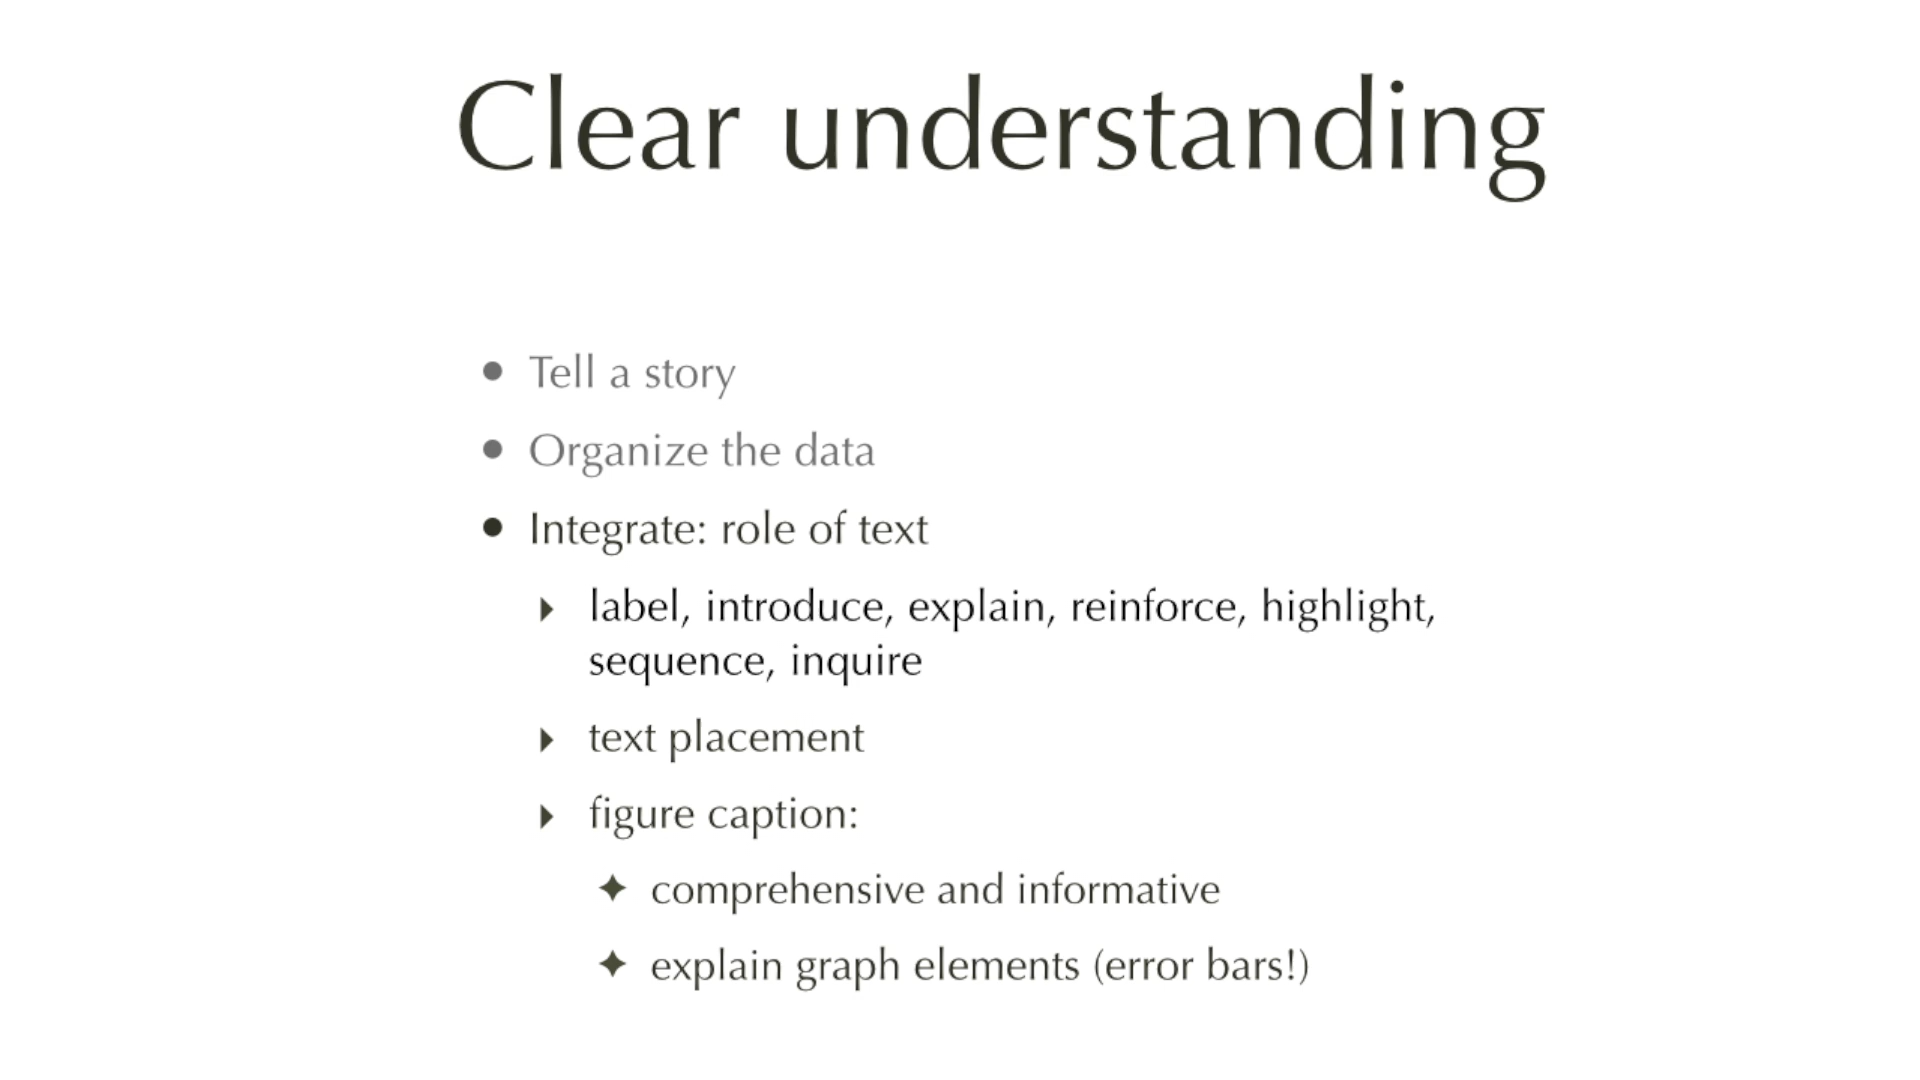 Clear understanding
• Tell a story
• Organize the data
• Integrate: role of text
‣ label, introduce, explain, reinforce, highlight,
sequence, inquire
‣ text placement
‣ figure caption:
✦ comprehensive and informative
✦ explain graph elements (error bars!)